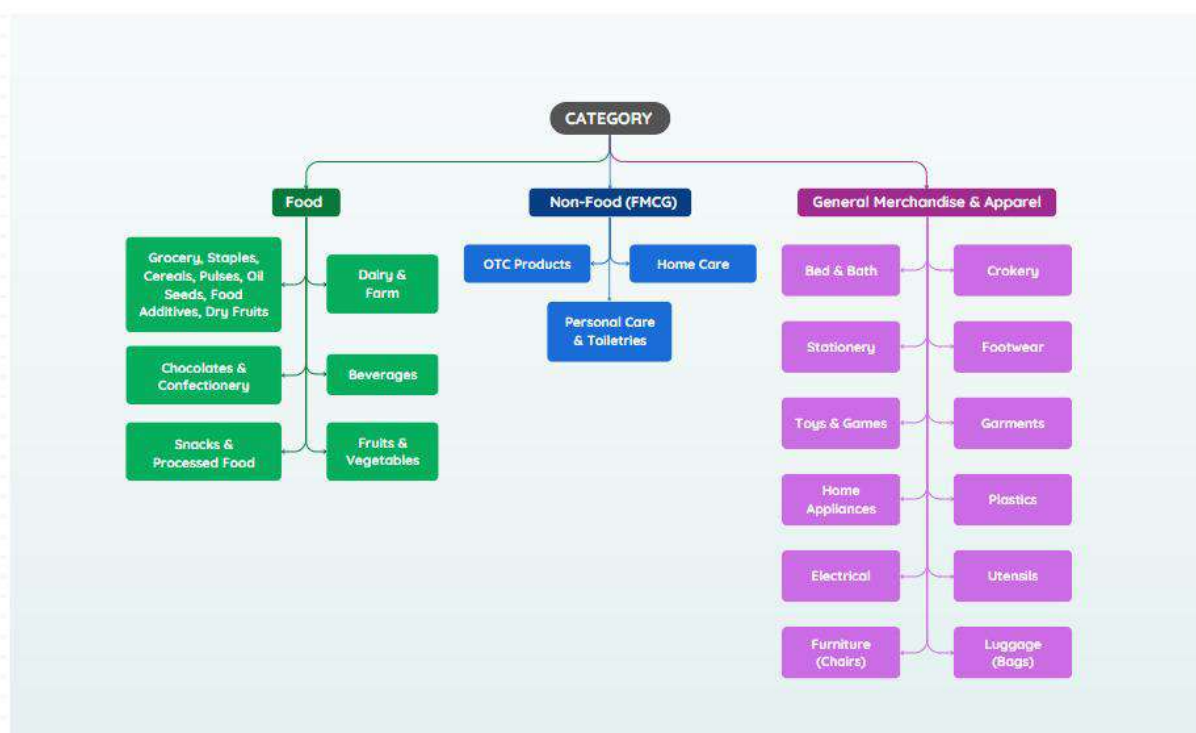 CATEGORY
Food
Non-Food (FMCG)
General Merchandise & Apparel
Grocery, Staples,
Cereals, Pulses, Oil
Seeds, Food
Additives, Dry Fruits
Dairy &
Farm
Chocolates &
Confectionery
Beverages
Snacks &
Processed Food
Fruits &
Vegetables
OTC Products
Home Care
Personal Care
& Toiletries
Bed & Bath
Crokery
Stationery
Footwear
Toys & Games
Garments
Home
Appliances
Plastics
Electrical
Utensils
Furniture
(Chairs)
Luggage
(Bags)